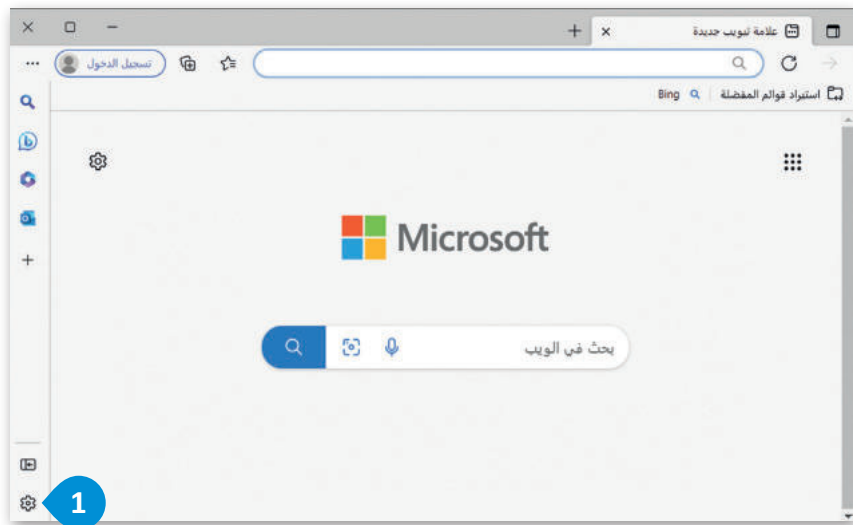 علامة تبويب جديدة
تسجيل الدخول
استيراد قوائم المفضلة Bing
Microsoft
بحث في الويب
1